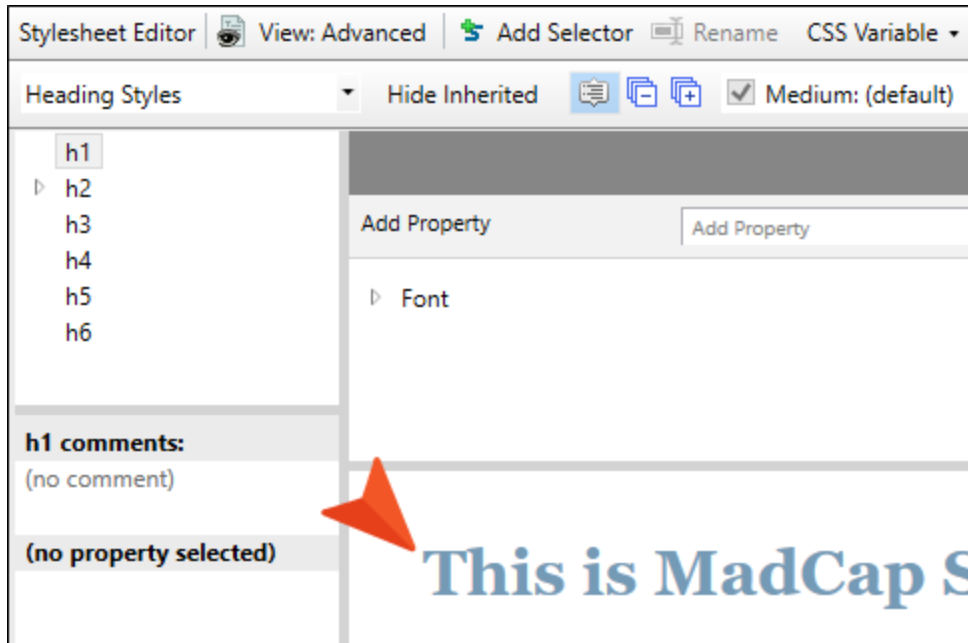 Stylesheet Editor View: Advanced Add Selector Rename CSS Variable
Heading Styles Hide Inherited Medium: (default)
h1
h2
h3
h4
h5
h6
Add Property Add Property
Font
h1 comments:
(no comment)
(no property selected)
This is MadCap S